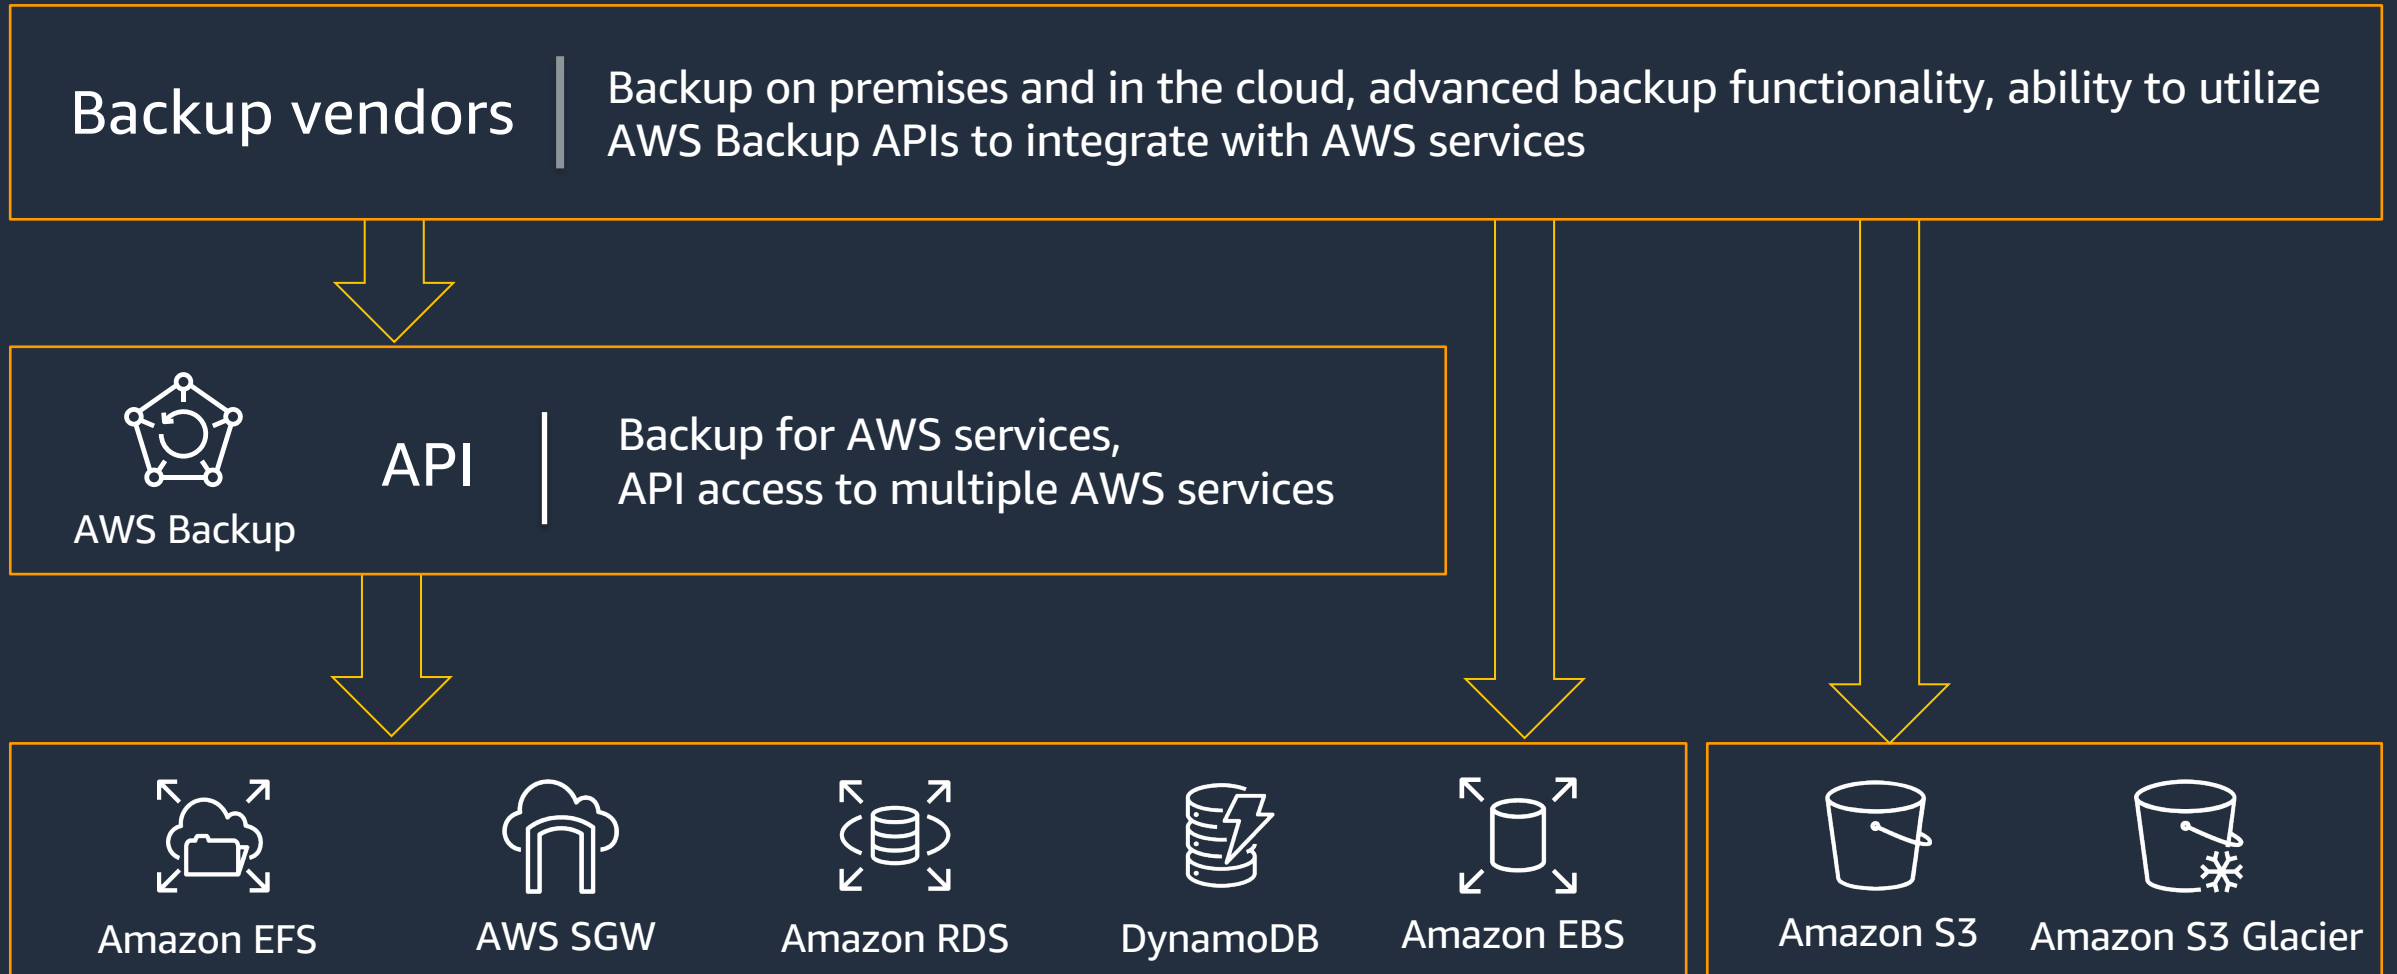 Backup vendors
Backup on premises and in the cloud, advanced backup functionality, ability to utilize
AWS Backup APIs to integrate with AWS services
AWS Backup
API
Backup for AWS services,
API access to multiple AWS services
Amazon EFS
AWS SGW
Amazon RDS
DynamoDB
Amazon EBS
Amazon S3
Amazon S3 Glacier